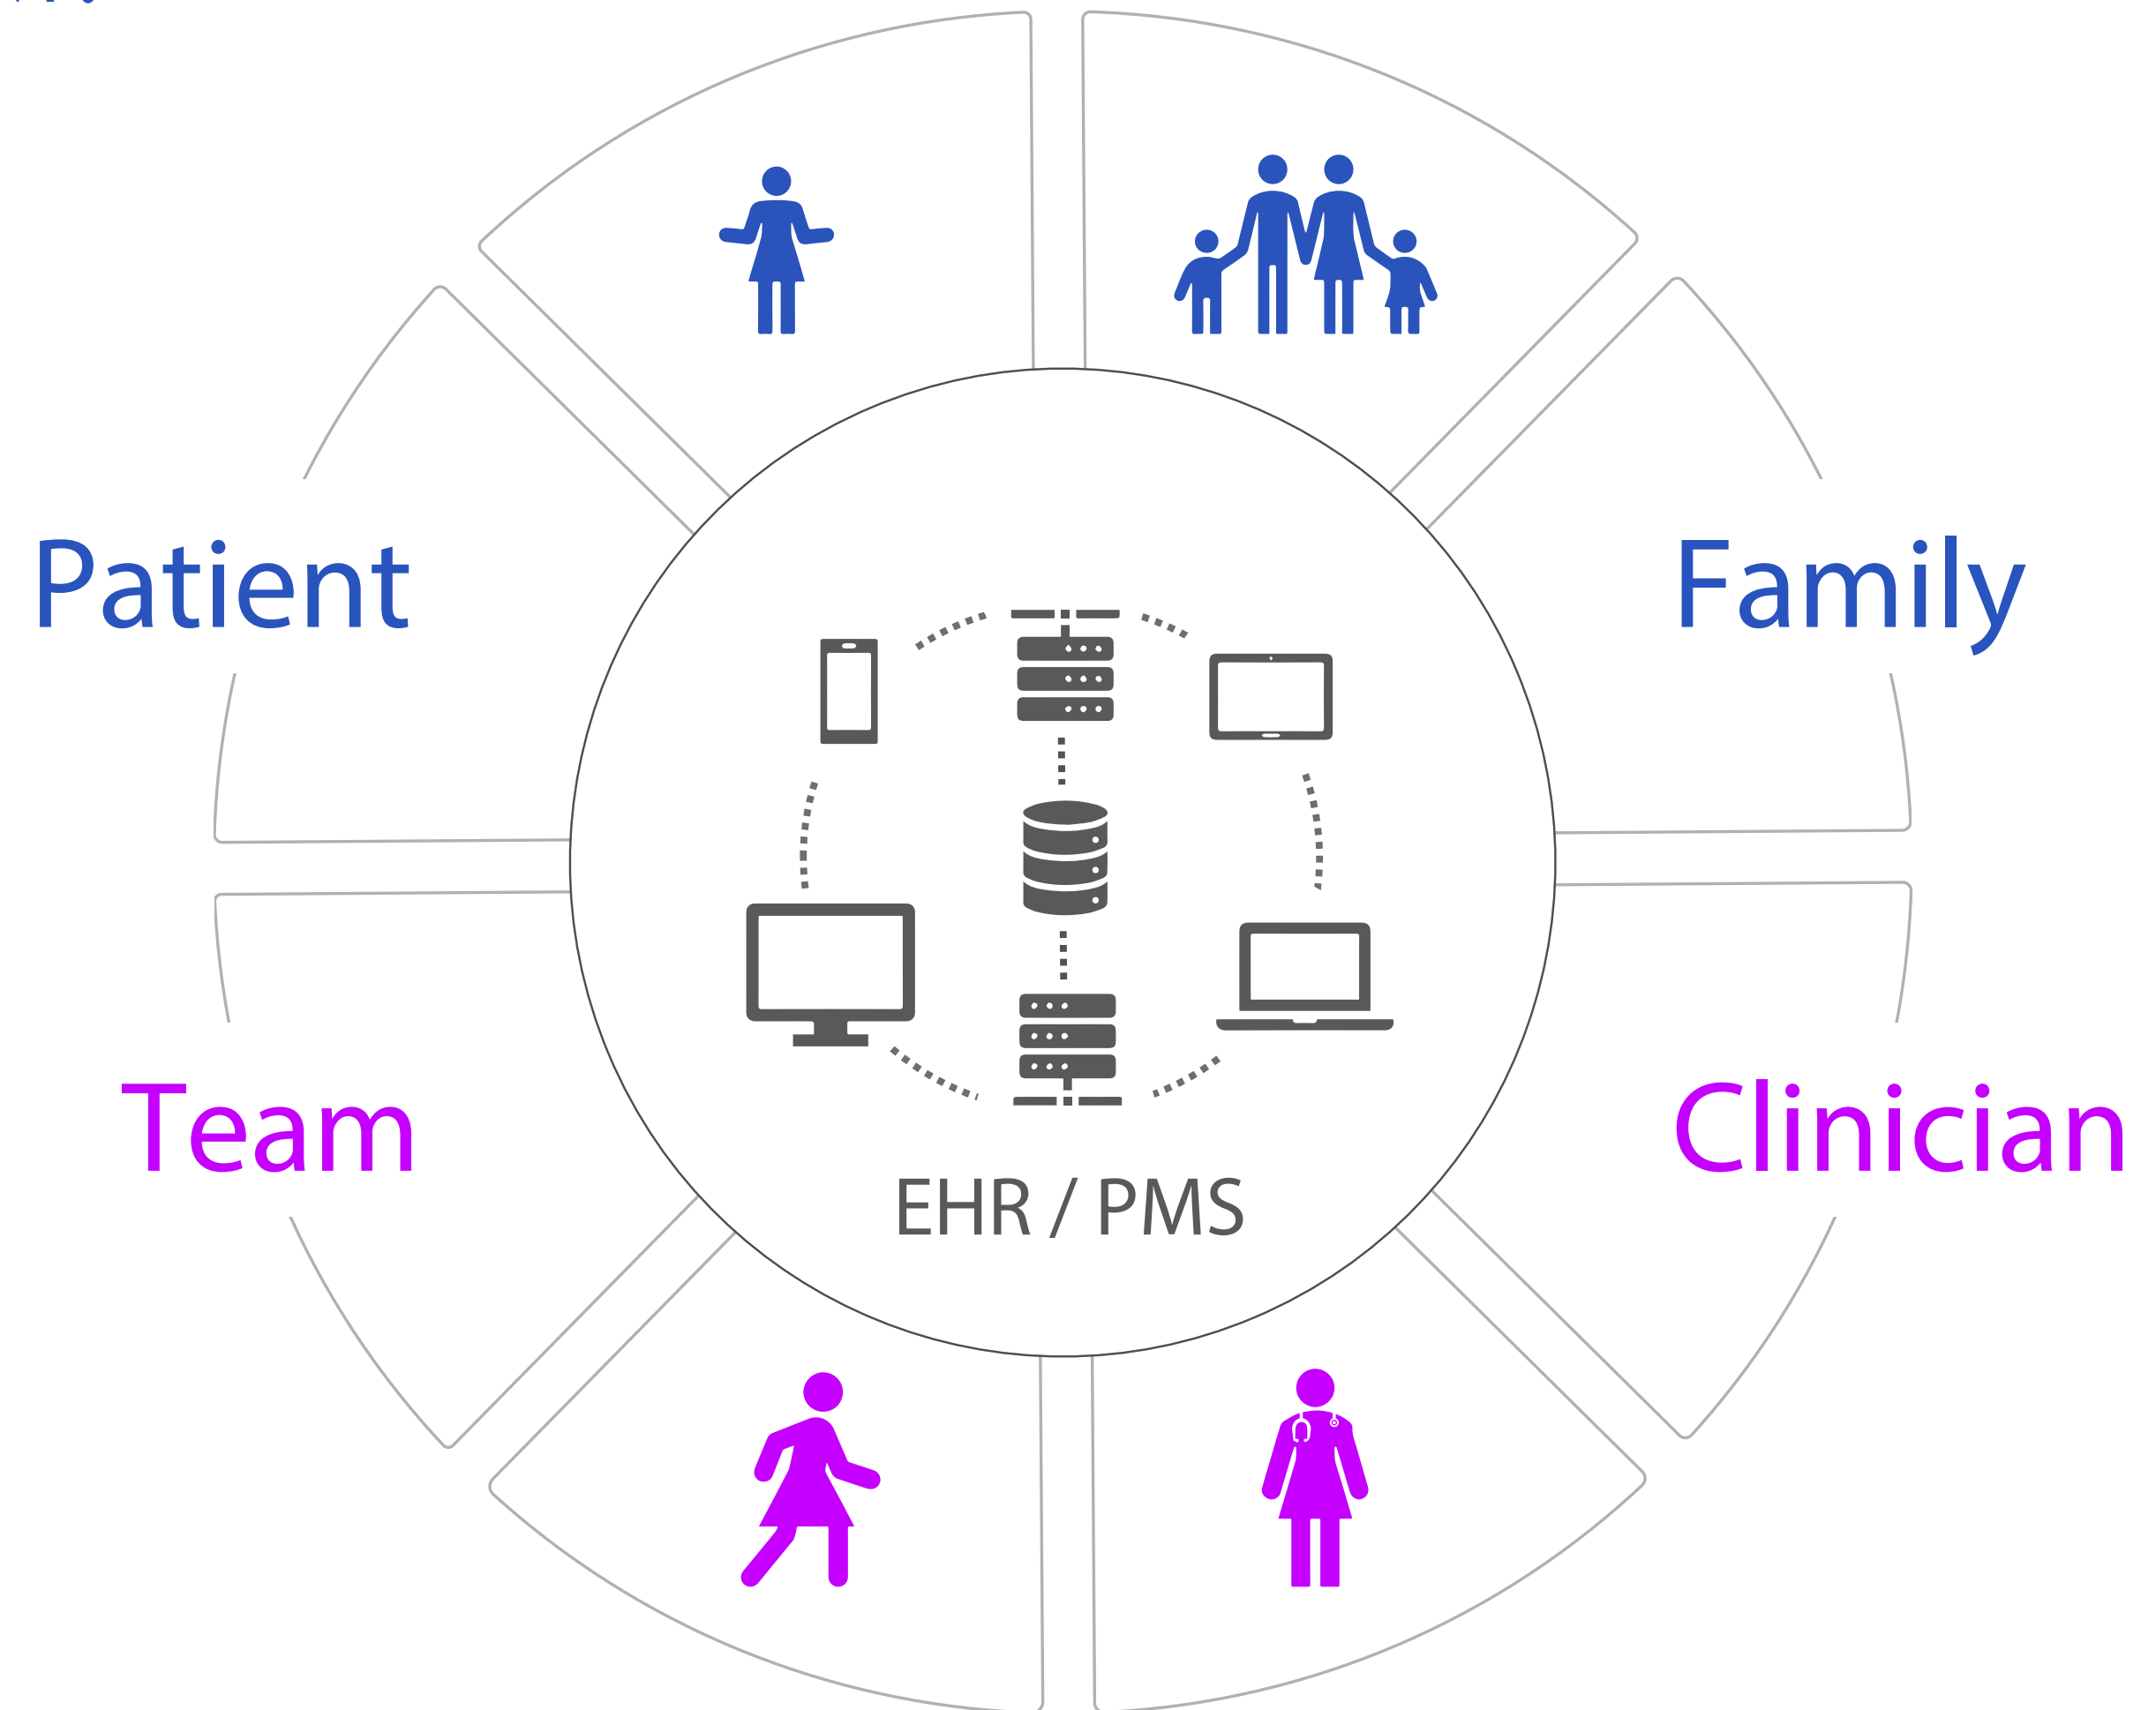 Patient
Family
Team
Clinician
EHR / PMS